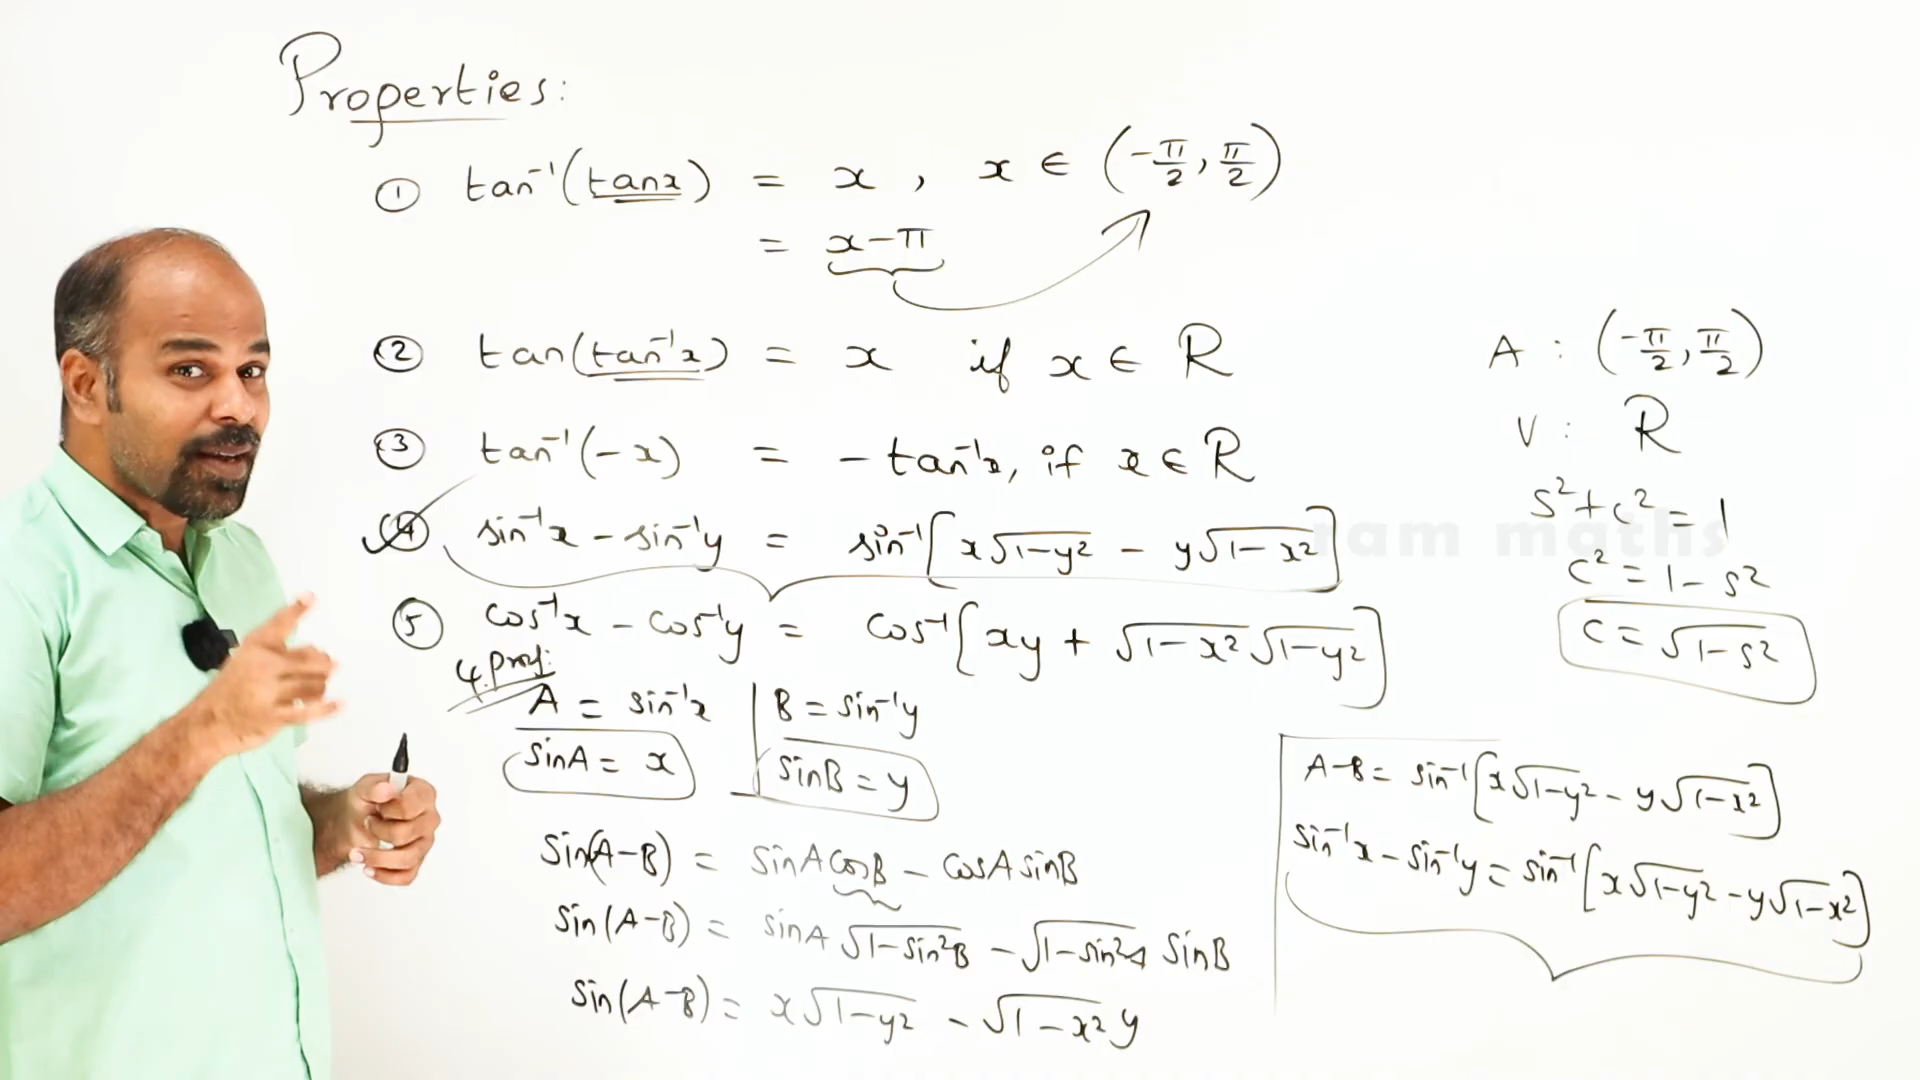 Properties:
① tan⁻¹(tanx) = x , x ∈ (-π/2, π/2)
= x-π
② tan(tan⁻¹x) = x if x ∈ R
③ tan⁻¹(-x) = -tan⁻¹x, if x ∈ R
④ sin⁻¹x - sin⁻¹y = sin⁻¹[x√1-y² - y√1-x²]
⑤ cos⁻¹x - cos⁻¹y = cos⁻¹[xy + √1-x² √1-y²]
4. Prof:
A = sin⁻¹x | B = sin⁻¹y
sinA = x | sinB = y
Sin(A-B) = sinA cosB - cosA sinB
Sin(A-B) = sinA √1-sin²B - √1-sin²A sinB
Sin(A-B) = x√1-y² - √1-x² y
A : (-π/2, π/2)
V : R
s²+c² = 1
c² = 1-s²
c = √1-s²
A-B = sin⁻¹[x√1-y² - y√1-x²]
sin⁻¹x - sin⁻¹y = sin⁻¹[x√1-y² - y√1-x²]
ram maths